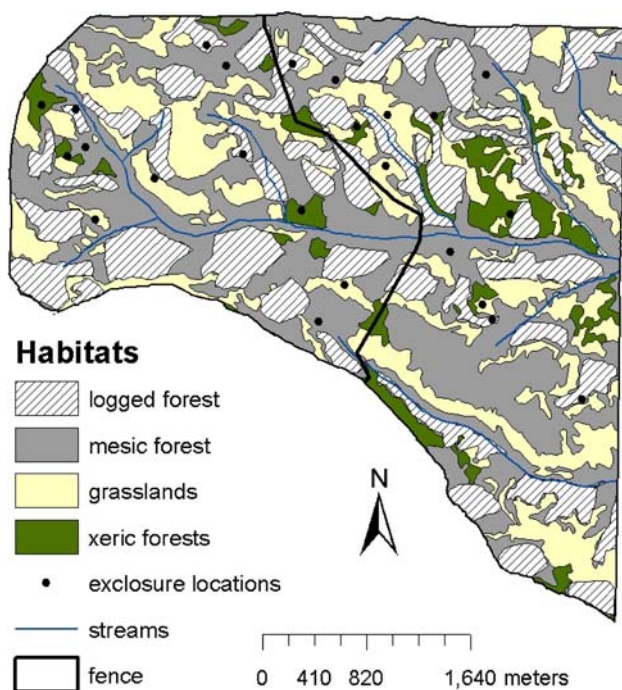 Habitats
logged forest
mesic forest
grasslands
xeric forests
exclosure locations
streams
fence
N
0 410 820 1,640 meters